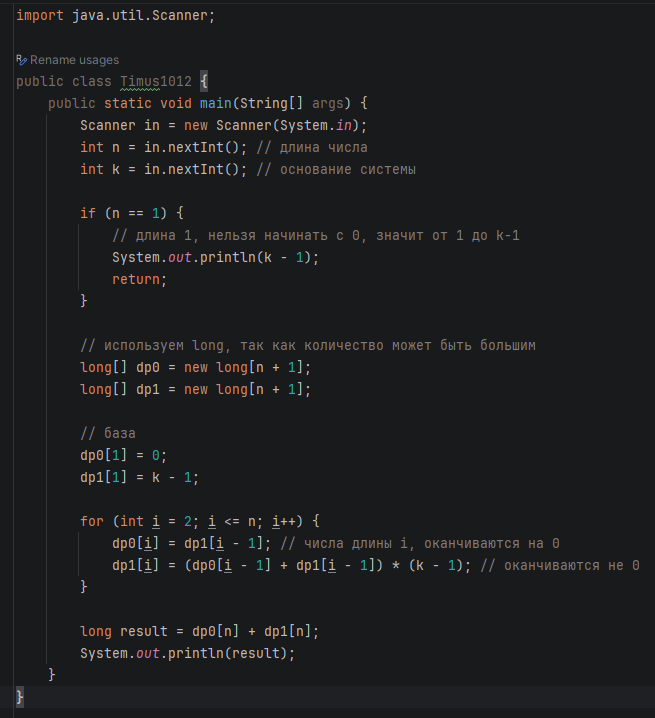 import java.util.Scanner;
Rename usages
public class Timus1012 {
    public static void main(String[] args) {
        Scanner in = new Scanner(System.in);
        int n = in.nextInt(); // длина числа
        int k = in.nextInt(); // основание системы
        if (n == 1) {
            // длина 1, нельзя начинать с 0, значит от 1 до k-1
            System.out.println(k - 1);
            return;
        }
        // используем long, так как количество может быть большим
        long[] dp0 = new long[n + 1];
        long[] dp1 = new long[n + 1];
        // база
        dp0[1] = 0;
        dp1[1] = k - 1;
        for (int i = 2; i <= n; i++) {
            dp0[i] = dp1[i - 1]; // числа длины i, оканчиваются на 0
            dp1[i] = (dp0[i - 1] + dp1[i - 1]) * (k - 1); // оканчиваются не 0
        }
        long result = dp0[n] + dp1[n];
        System.out.println(result);
    }
}